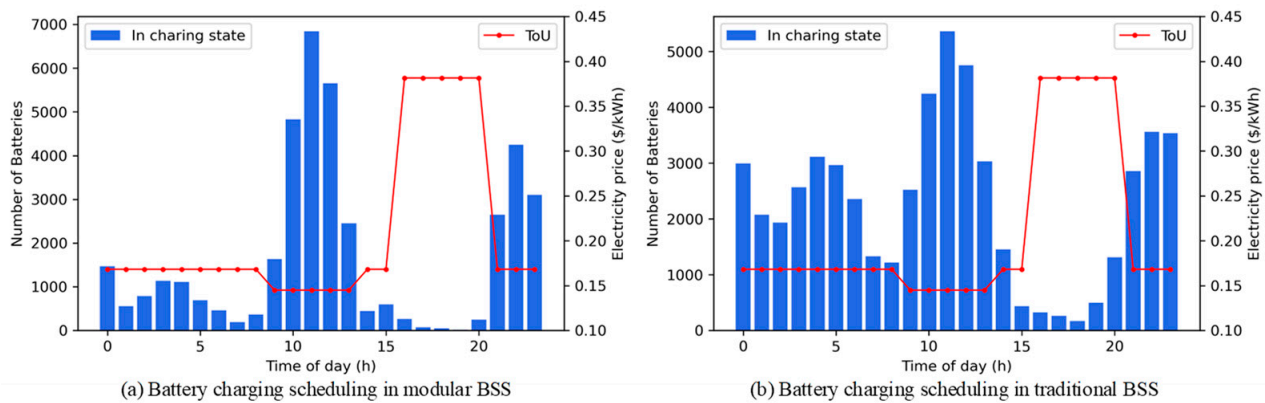 In charing state
ToU
7000
6000
5000
4000
3000
2000
1000
0
Number of Batteries
0.45
0.40
0.35
0.30
0.25
0.20
0.15
0.10
Electricity price ($/kWh)
0 5 10 15 20
Time of day (h)
(a) Battery charging scheduling in modular BSS
In charing state
ToU
5000
4000
3000
2000
1000
0
Number of Batteries
0.45
0.40
0.35
0.30
0.25
0.20
0.15
0.10
Electricity price ($/kWh)
0 5 10 15 20
Time of day (h)
(b) Battery charging scheduling in traditional BSS